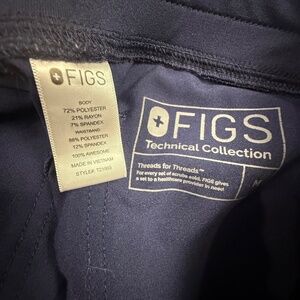 FIGS
BODY
72% POLYESTER
21% RAYON
7% SPANDEX
WAISTBAND
88% POLYESTER
12% SPANDEX
100% AWESOME
MADE IN VIETNAM
FIGS
Technical Collection
Threads for Threads™
For every set of scrubs sold, FIGS gives
a set to a healthcare provider in need!